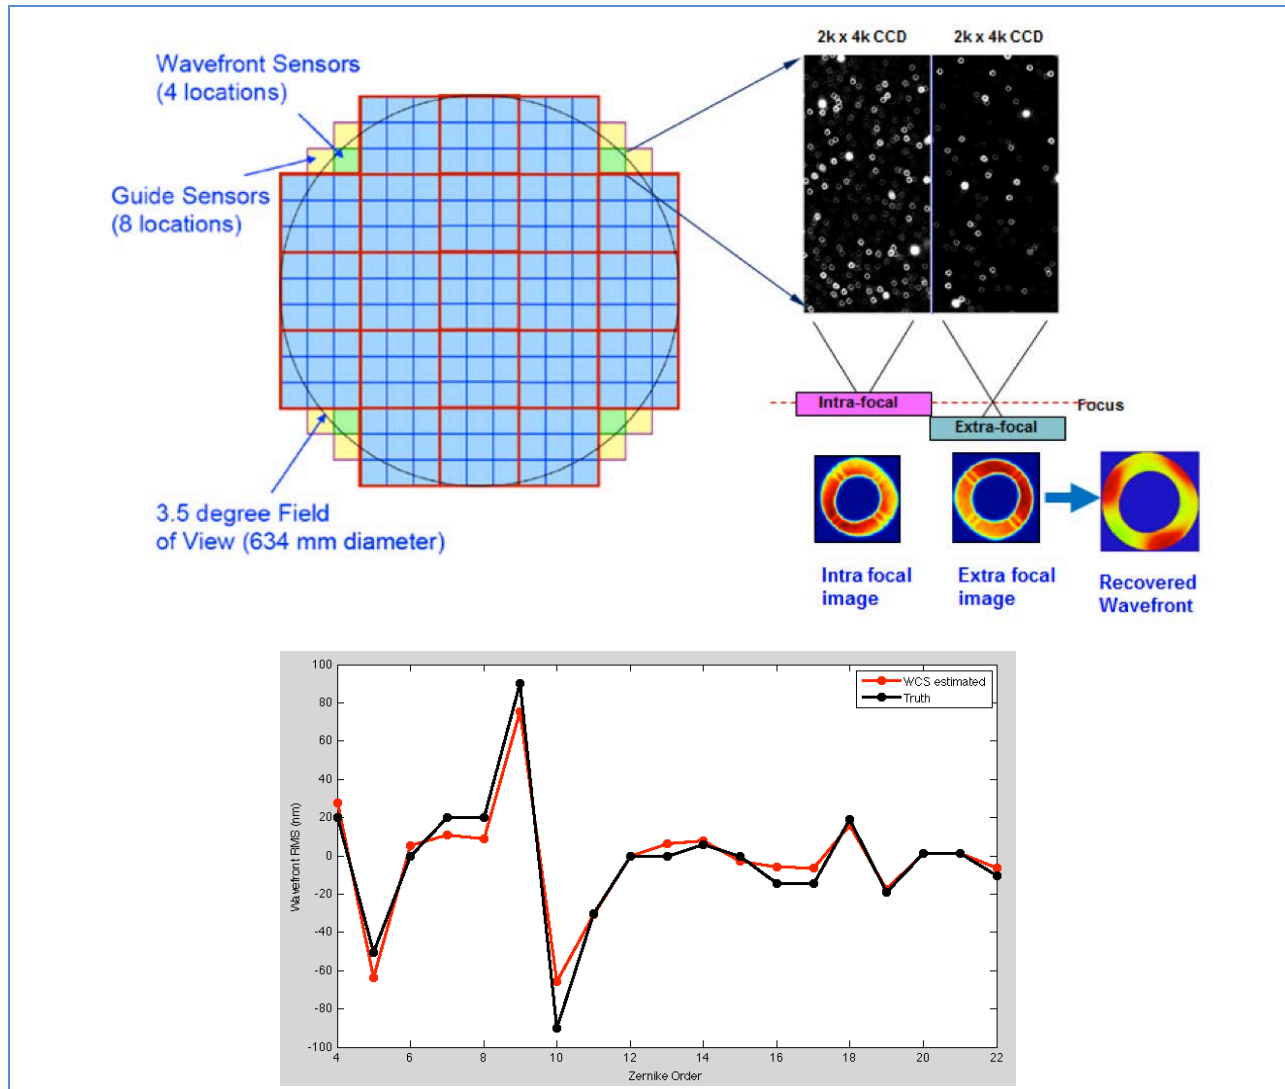 Wavefront Sensors
(4 locations)
Guide Sensors
(8 locations)
3.5 degree Field
of View (634 mm diameter)
2k x 4k CCD
2k x 4k CCD
Intra-focal
Focus
Extra-focal
Intra focal
image
Extra focal
image
Recovered
Wavefront
100
80
60
40
20
0
-20
-40
-60
-80
-100
Wavefront RMS (nm)
WCS estimated
Truth
4
6
8
10
12
14
16
18
20
22
Zernike Order